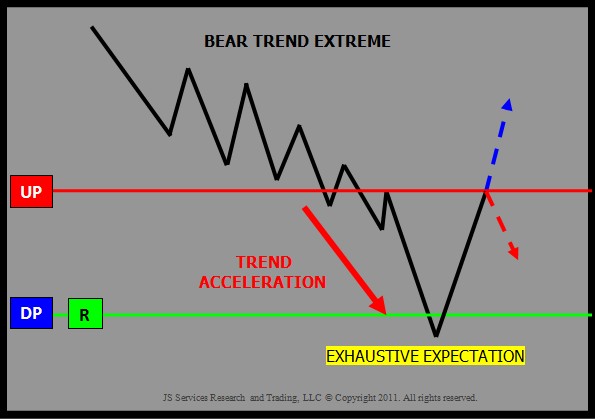 BEAR TREND EXTREME
UP
TREND
ACCELERATION
DP R
EXHAUSTIVE EXPECTATION
JS Services Research and Trading, LLC © Copyright 2011. All rights reserved.